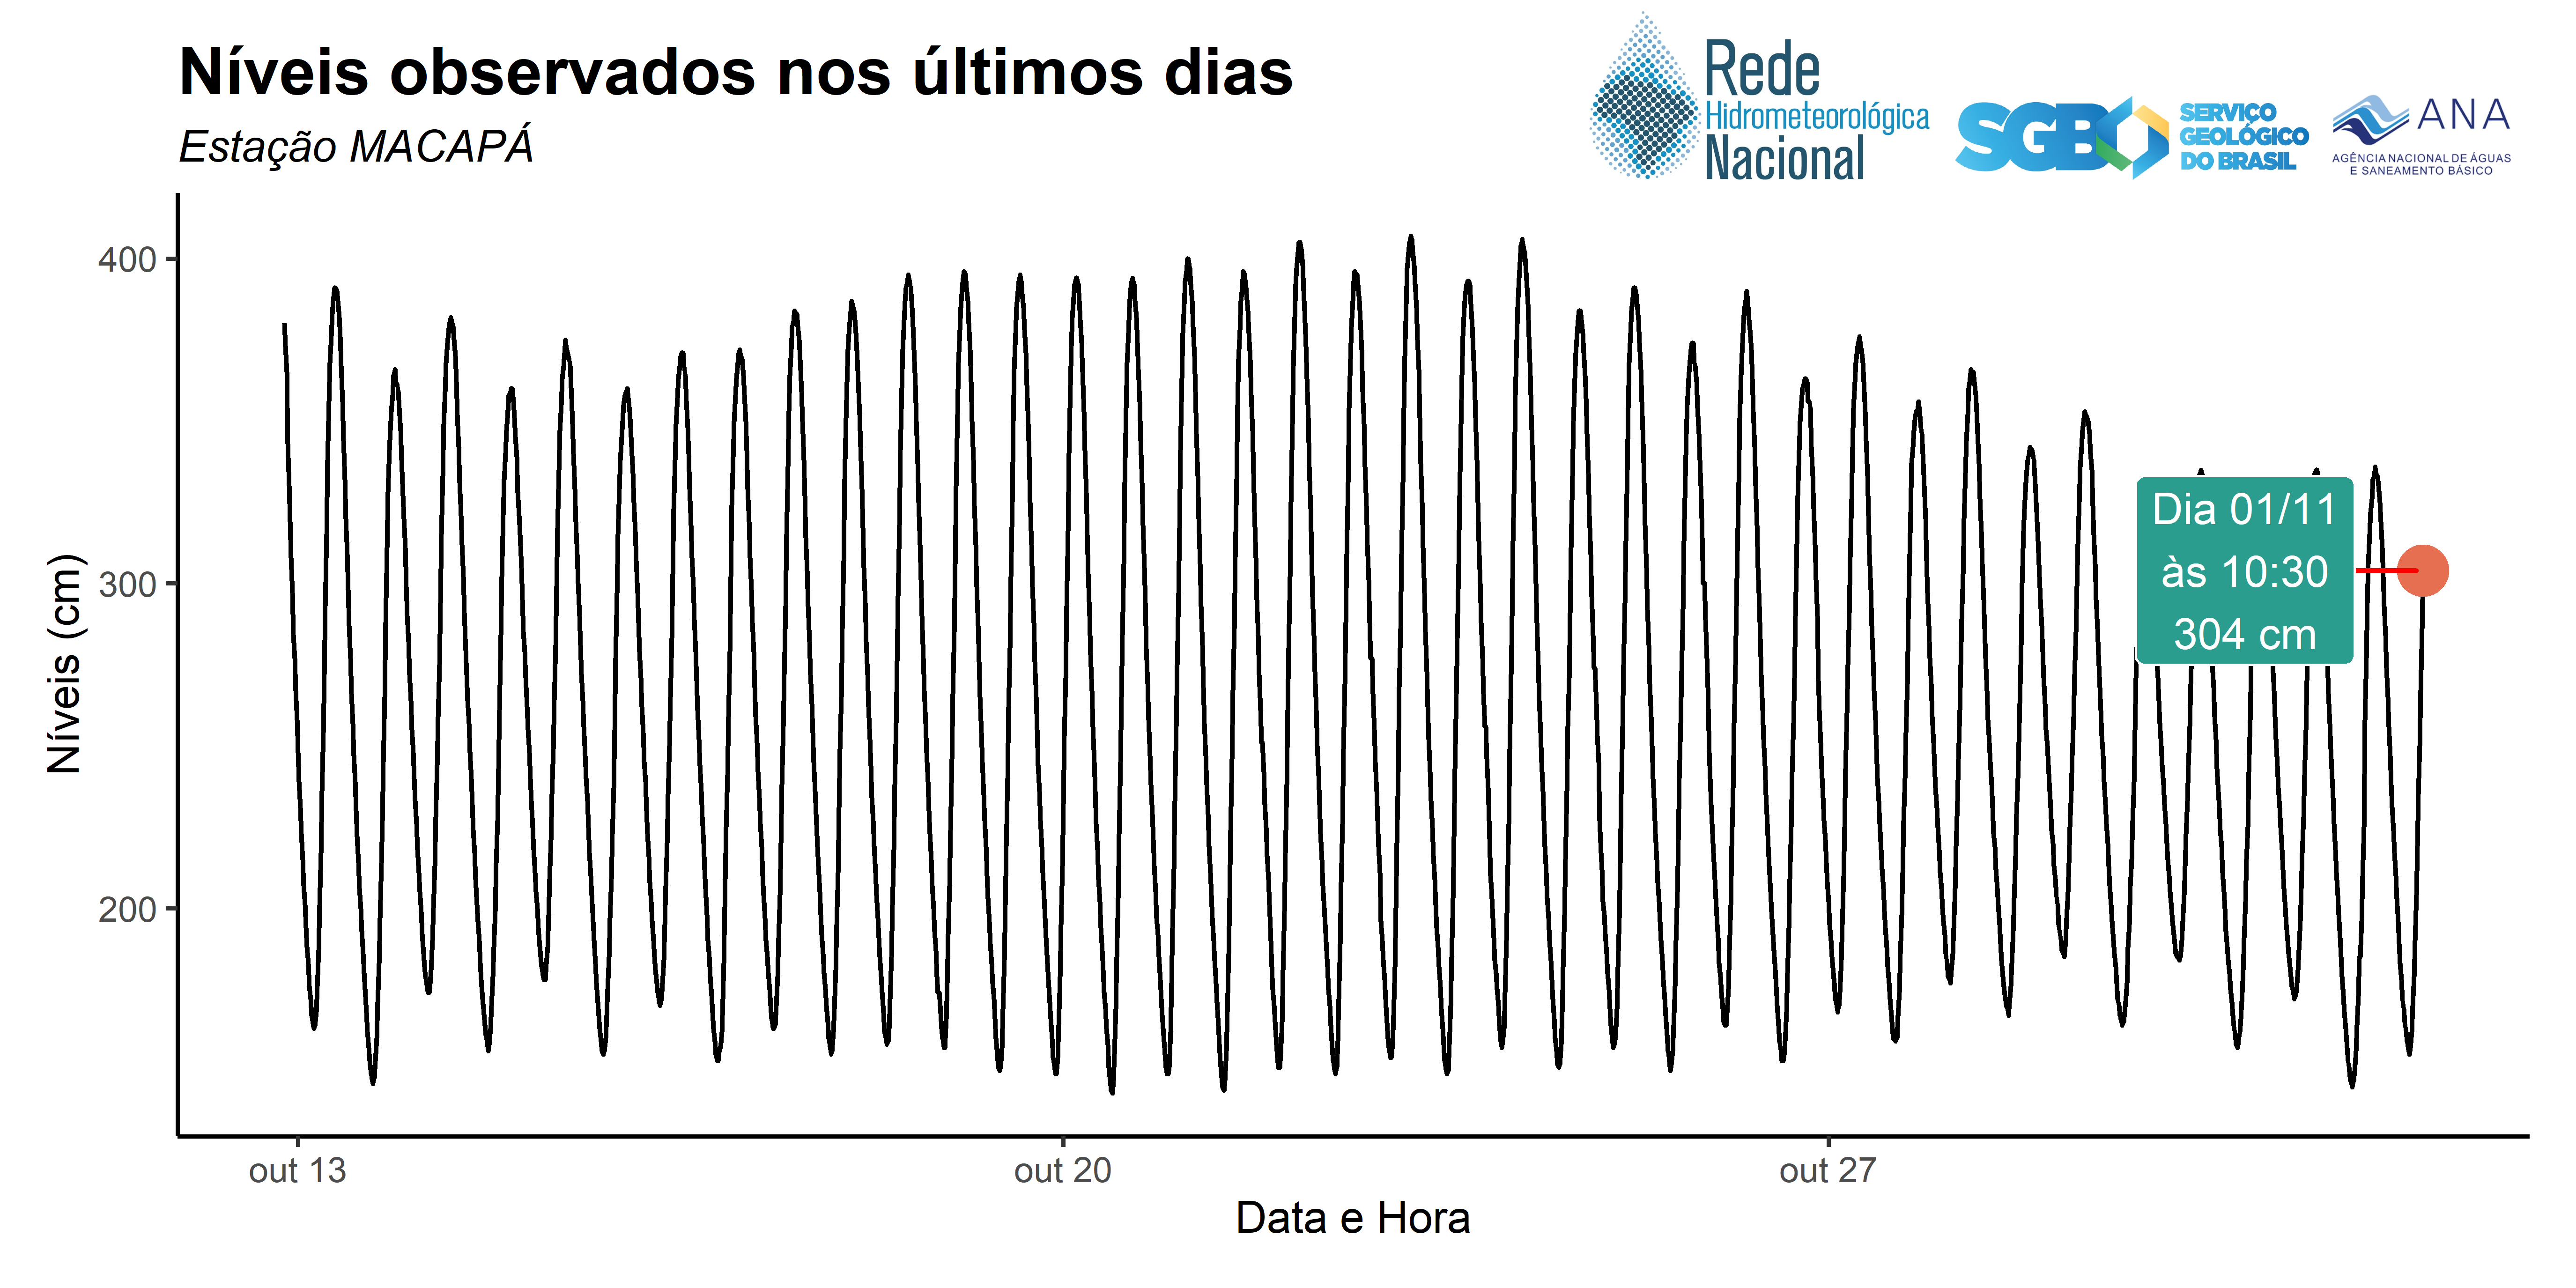 Níveis observados nos últimos dias
Estação MACAPÁ
Rede
Hidrometeorológica
Nacional
SGB
SERVIÇO
GEOLÓGICO
DO BRASIL
ANA
AGÊNCIA NACIONAL DE ÁGUAS
E SANEAMENTO BÁSICO
Níveis (cm)
400
300
200
Dia 01/11
às 10:30
304 cm
out 13
out 20
out 27
Data e Hora